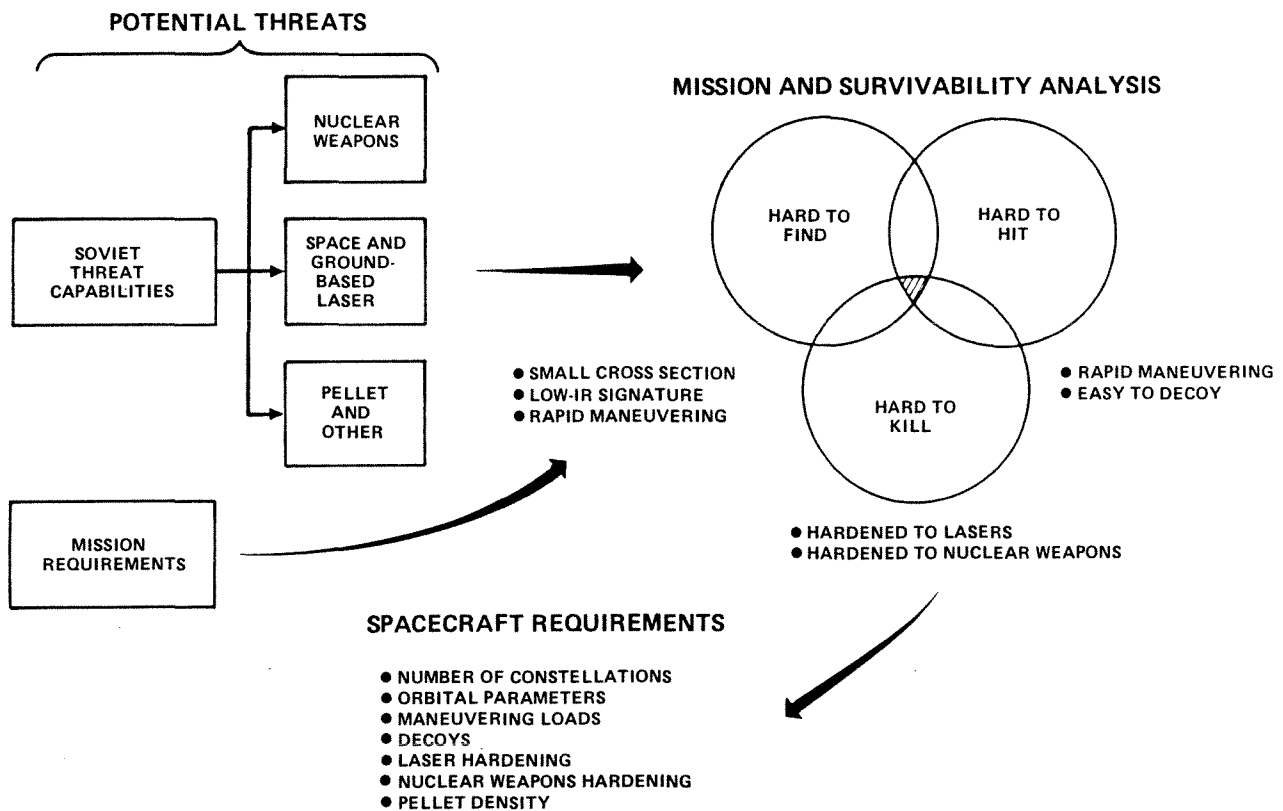 POTENTIAL THREATS
NUCLEAR
WEAPONS
SOVIET
THREAT
CAPABILITIES
SPACE AND
GROUND-
BASED
LASER
PELLET
AND
OTHER
MISSION
REQUIREMENTS
MISSION AND SURVIVABILITY ANALYSIS
HARD TO
FIND
HARD TO
HIT
HARD TO
KILL
● SMALL CROSS SECTION
● LOW-IR SIGNATURE
● RAPID MANEUVERING
● RAPID MANEUVERING
● EASY TO DECOY
● HARDENED TO LASERS
● HARDENED TO NUCLEAR WEAPONS
SPACECRAFT REQUIREMENTS
● NUMBER OF CONSTELLATIONS
● ORBITAL PARAMETERS
● MANEUVERING LOADS
● DECOYS
● LASER HARDENING
● NUCLEAR WEAPONS HARDENING
● PELLET DENSITY